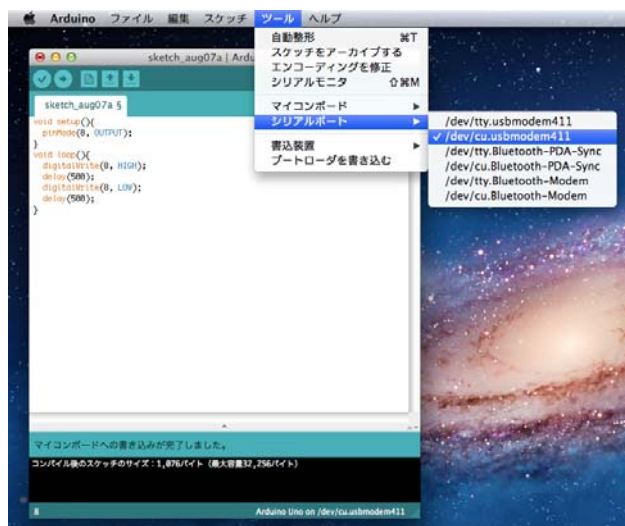 Arduino ファイル 編集 スケッチ ツール ヘルプ
自動整形 ⌘T
スケッチをアーカイブする
エンコーディングを修正
シリアルモニタ ⇧⌘M
マイコンボード ▶
シリアルポート ▶
書込装置 ▶
ブートローダを書き込む
/dev/tty.usbmodem411
✓ /dev/cu.usbmodem411
/dev/tty.Bluetooth-PDA-Sync
/dev/cu.Bluetooth-PDA-Sync
/dev/tty.Bluetooth-Modem
/dev/cu.Bluetooth-Modem
sketch_aug07a | Ardu
sketch_aug07a §
void setup(){
pinMode(8, OUTPUT);
}
void loop(){
digitalWrite(8, HIGH);
delay(500);
digitalWrite(8, LOW);
delay(500);
}
マイコンボードへの書き込みが完了しました。
コンパイル後のスケッチのサイズ：1,076バイト（最大容量32,256バイト）
8
Arduino Uno on /dev/cu.usbmodem411